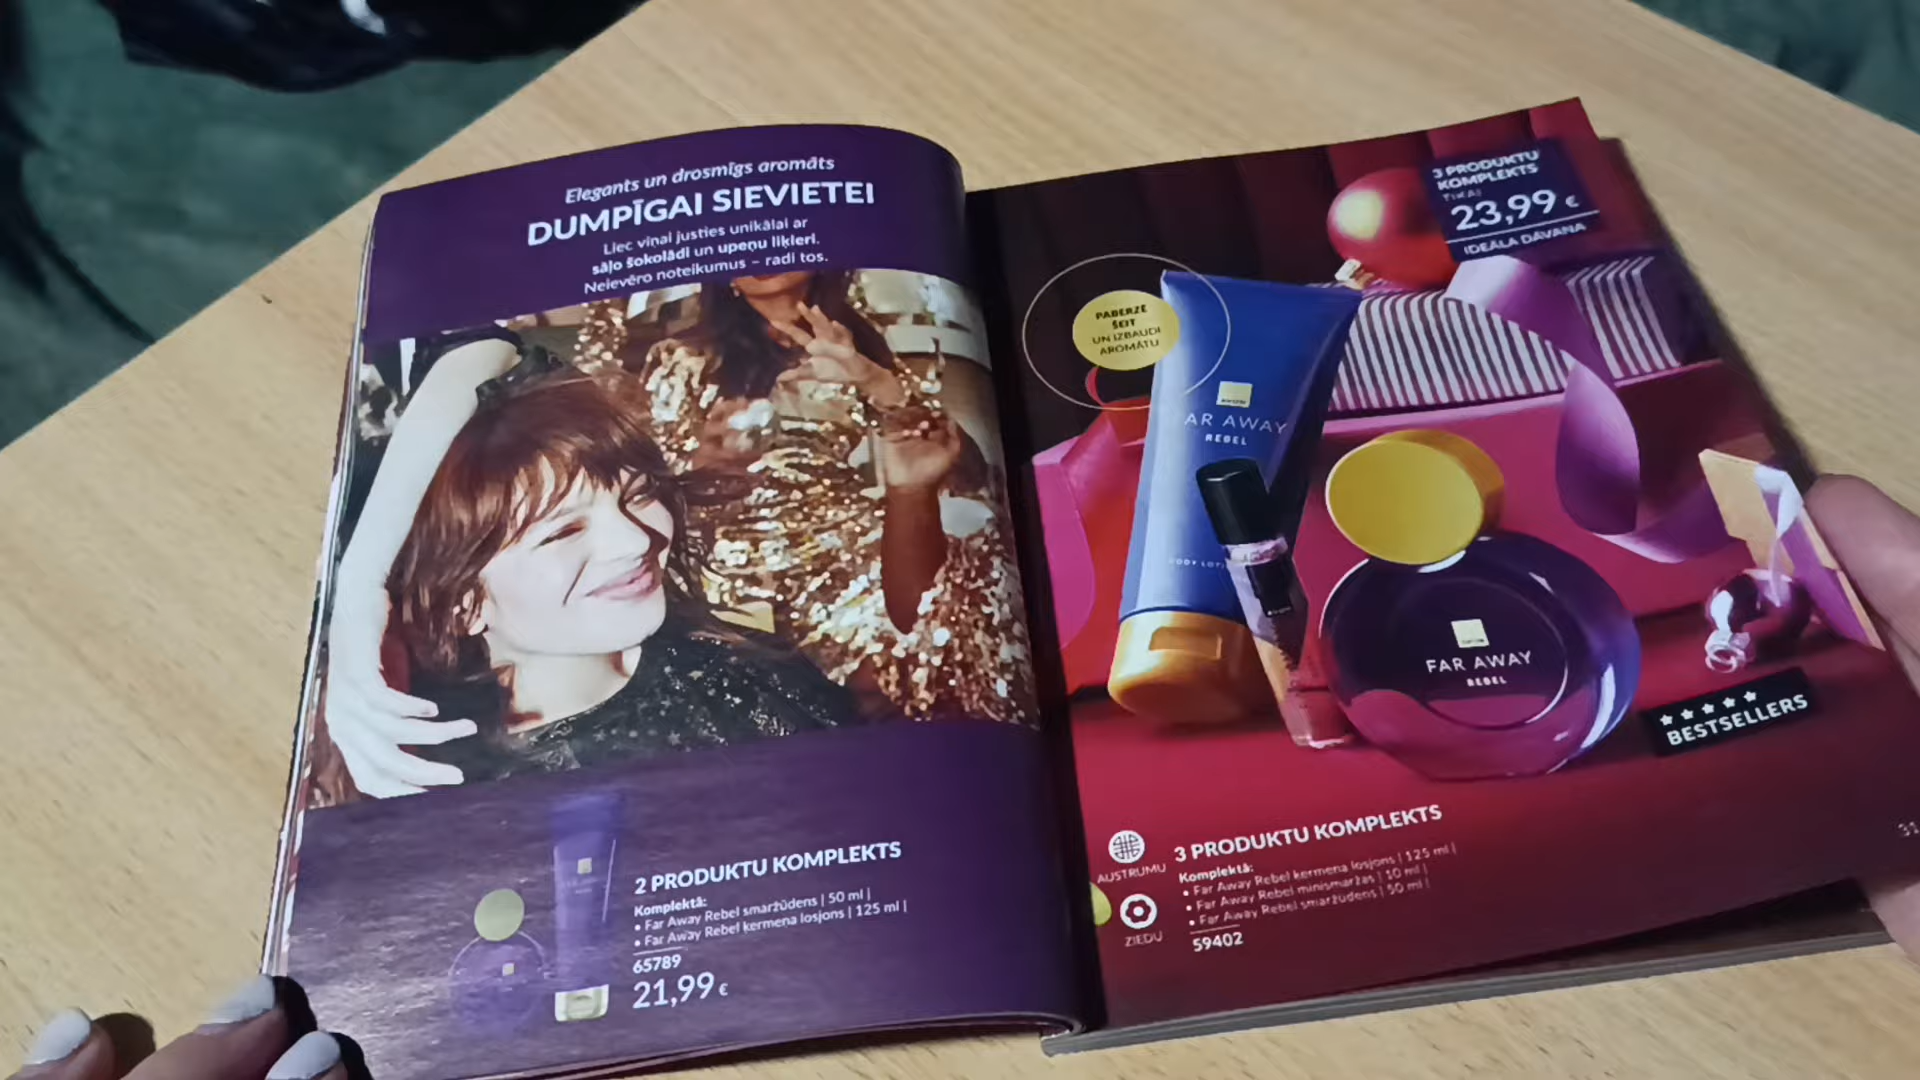 Elegants un drosmīgs aromāts
DUMPĪGAI SIEVIETEI
Liec viņai justies unikālai ar
sāļo šokolādi un upeņu liķieri.
Neievēro noteikumus – radi tos.
2 PRODUKTU KOMPLEKTS
Komplektā:
• Far Away Rebel smaržūdens | 50 ml |
• Far Away Rebel ķermeņa losjons | 125 ml |
65789
21,99 €
3 PRODUKTU
KOMPLEKTS
TIKAI
23,99 €
IDEĀLA DĀVANA
PABERZĒ
ŠEIT
UN IZBAUDI
AROMĀTU
AR AWAY
REBEL
FAR AWAY
REBEL
★★★★★
BESTSELLERS
AUSTRUMU
ZIEDU
3 PRODUKTU KOMPLEKTS
Komplektā:
• Far Away Rebel ķermeņa losjons | 125 ml |
• Far Away Rebel minismaržas | 10 ml |
• Far Away Rebel smaržūdens | 50 ml |
59402
31